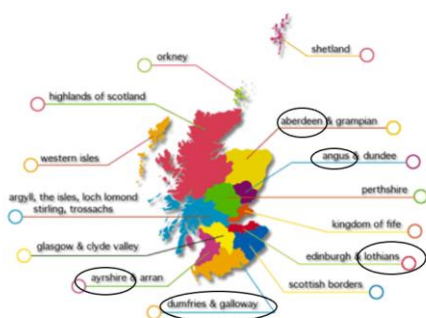 shetland
orkney
highlands of scotland
aberdeen & grampian
western isles
angus & dundee
argyll, the isles, loch lomond
stirling, trossachs
perthshire
kingdom of fife
glasgow & clyde valley
edinburgh & lothians
ayrshire & arran
scottish borders
dumfries & galloway